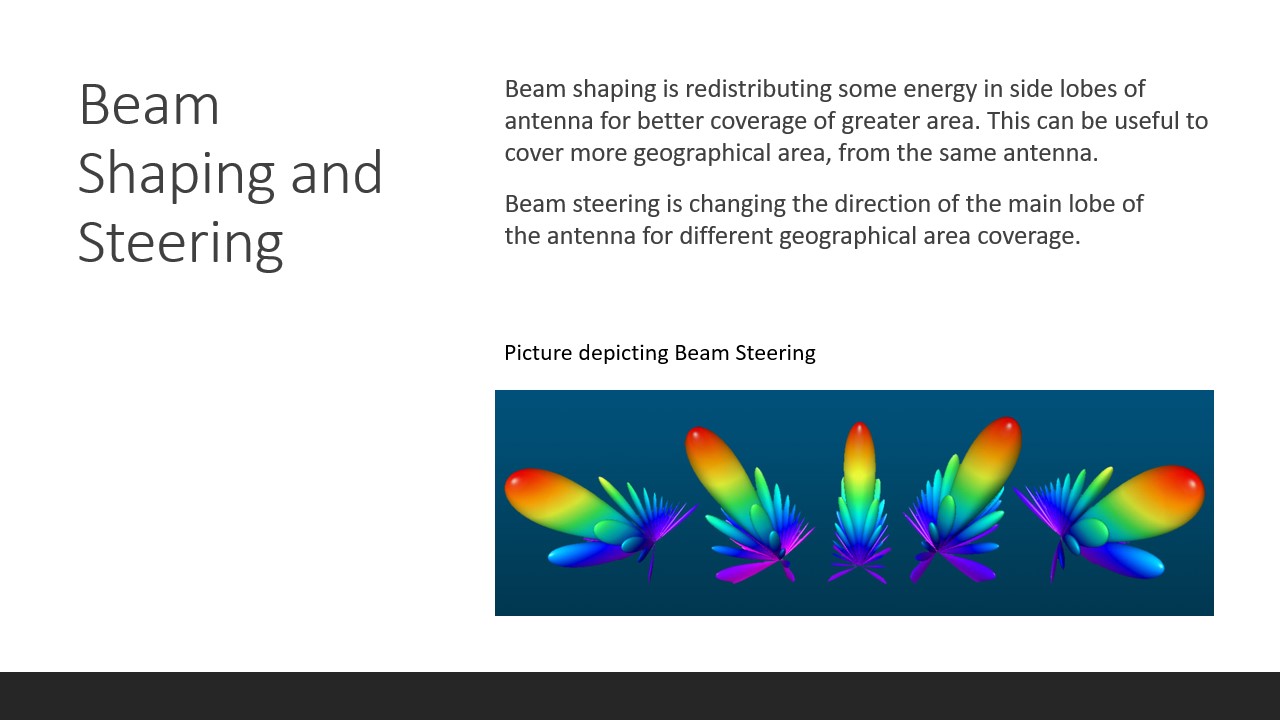 Beam
Shaping and
Steering
Beam shaping is redistributing some energy in side lobes of
antenna for better coverage of greater area. This can be useful to
cover more geographical area, from the same antenna.
Beam steering is changing the direction of the main lobe of
the antenna for different geographical area coverage.
Picture depicting Beam Steering